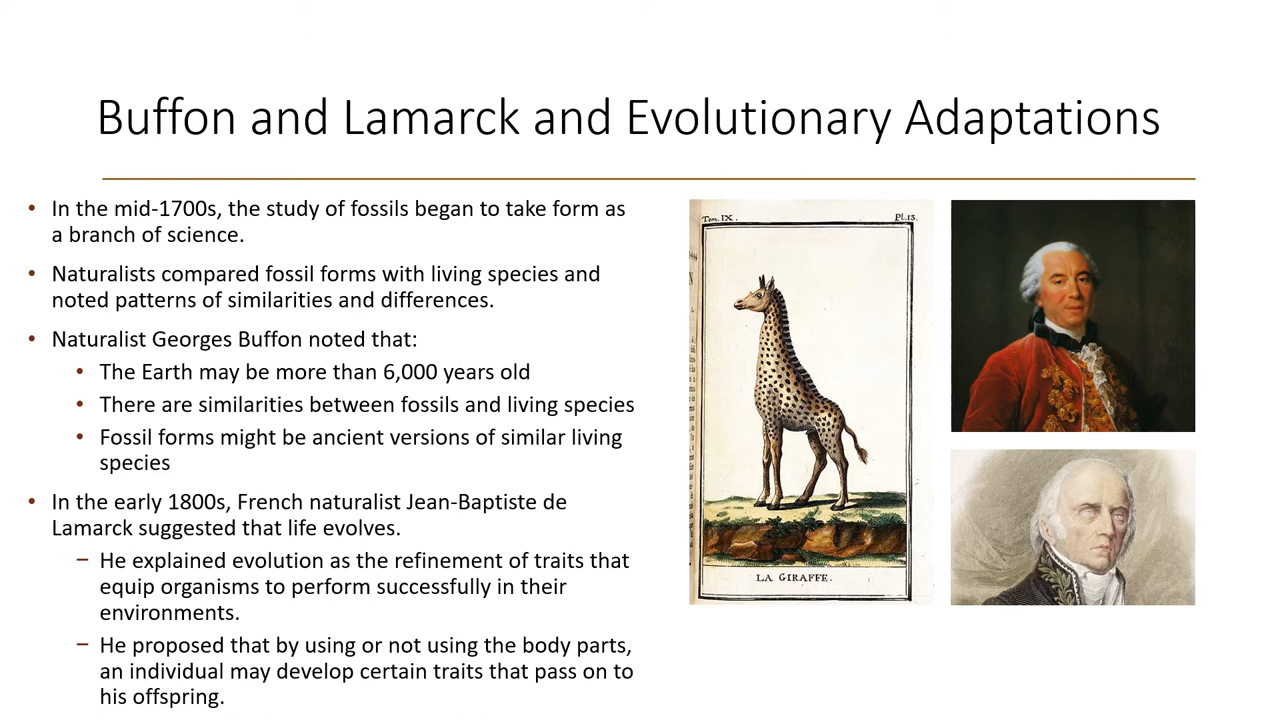 Buffon and Lamarck and Evolutionary Adaptations
• In the mid-1700s, the study of fossils began to take form as
a branch of science.
• Naturalists compared fossil forms with living species and
noted patterns of similarities and differences.
• Naturalist Georges Buffon noted that:
• The Earth may be more than 6,000 years old
• There are similarities between fossils and living species
• Fossil forms might be ancient versions of similar living
species
• In the early 1800s, French naturalist Jean-Baptiste de
Lamarck suggested that life evolves.
– He explained evolution as the refinement of traits that
equip organisms to perform successfully in their
environments.
– He proposed that by using or not using the body parts,
an individual may develop certain traits that pass on to
his offspring.
Tom. IX. Pl.13.
LA GIRAFFE.